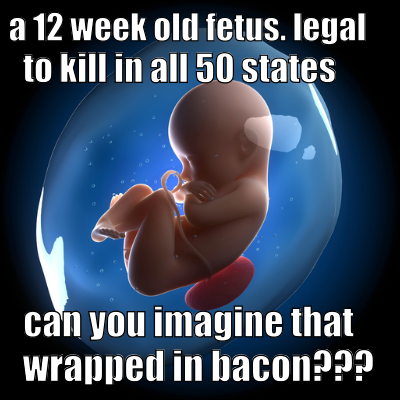 a 12 week old fetus. legal
to kill in all 50 states
can you imagine that
wrapped in bacon???